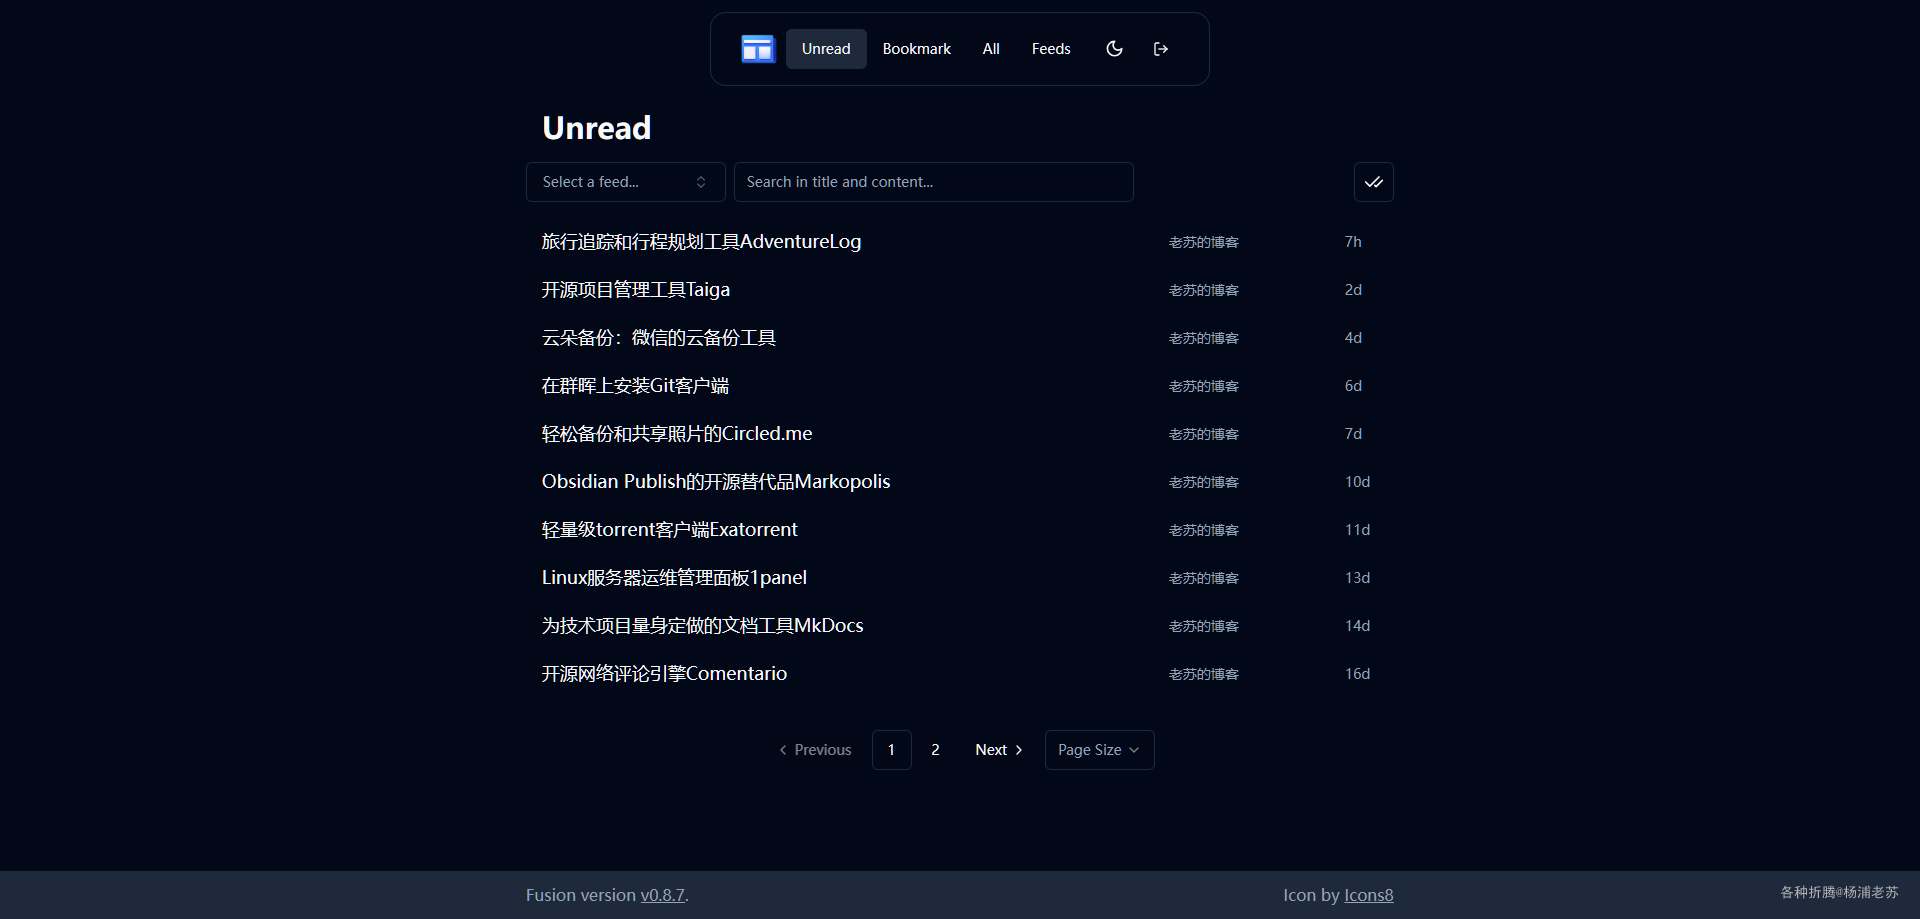 Unread Bookmark All Feeds
Unread
Select a feed... Search in title and content...
旅行追踪和行程规划工具AdventureLog 老苏的博客 7h
开源项目管理工具Taiga 老苏的博客 2d
云朵备份：微信的云备份工具 老苏的博客 4d
在群晖上安装Git客户端 老苏的博客 6d
轻松备份和共享照片的Circled.me 老苏的博客 7d
Obsidian Publish的开源替代品Markopolis 老苏的博客 10d
轻量级torrent客户端Exatorrent 老苏的博客 11d
Linux服务器运维管理面板1panel 老苏的博客 13d
为技术项目量身定做的文档工具MkDocs 老苏的博客 14d
开源网络评论引擎Comentario 老苏的博客 16d
Previous 1 2 Next Page Size
Fusion version v0.8.7. Icon by Icons8 各种折腾@杨浦老苏